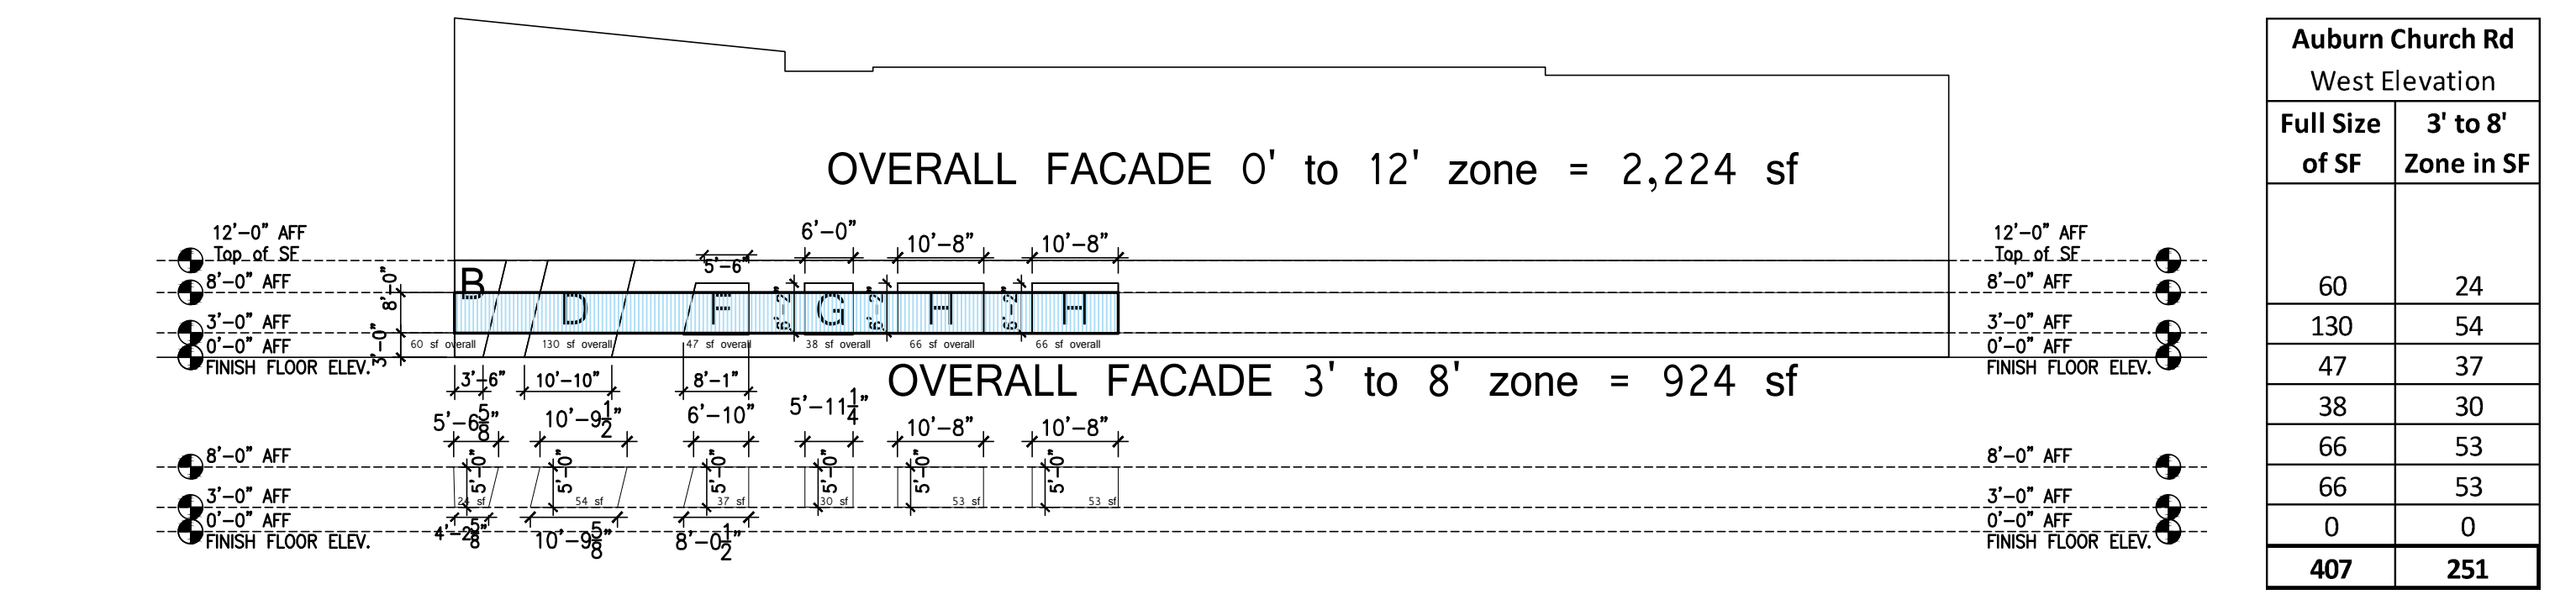 OVERALL FACADE 0' to 12' zone = 2,224 sf
12'-0" AFF
Top of SF
8'-0" AFF
3'-0" AFF
0'-0" AFF
FINISH FLOOR ELEV.
8'-0"
3'-0"
6'-0"
10'-8"
10'-8"
5'-6"
B
D
F
G
H
H
6'-2"
6'-2"
6'-2"
60 sf overall
130 sf overall
47 sf overall
38 sf overall
66 sf overall
66 sf overall
12'-0" AFF
Top of SF
8'-0" AFF
3'-0" AFF
0'-0" AFF
FINISH FLOOR ELEV.
3'-6"
10'-10"
8'-1"
OVERALL FACADE 3' to 8' zone = 924 sf
5'-6 5/8"
10'-9 1/2"
6'-10"
5'-11 1/4"
10'-8"
10'-8"
8'-0" AFF
3'-0" AFF
0'-0" AFF
FINISH FLOOR ELEV.
5'-0"
5'-0"
5'-0"
5'-0"
5'-0"
5'-0"
24 sf
54 sf
37 sf
30 sf
53 sf
53 sf
4'-2 5/8"
10'-9 5/8"
8'-0 1/2"
8'-0" AFF
3'-0" AFF
0'-0" AFF
FINISH FLOOR ELEV.
Auburn Church Rd
West Elevation
Full Size of SF
3' to 8' Zone in SF
60 24
130 54
47 37
38 30
66 53
66 53
0 0
407 251